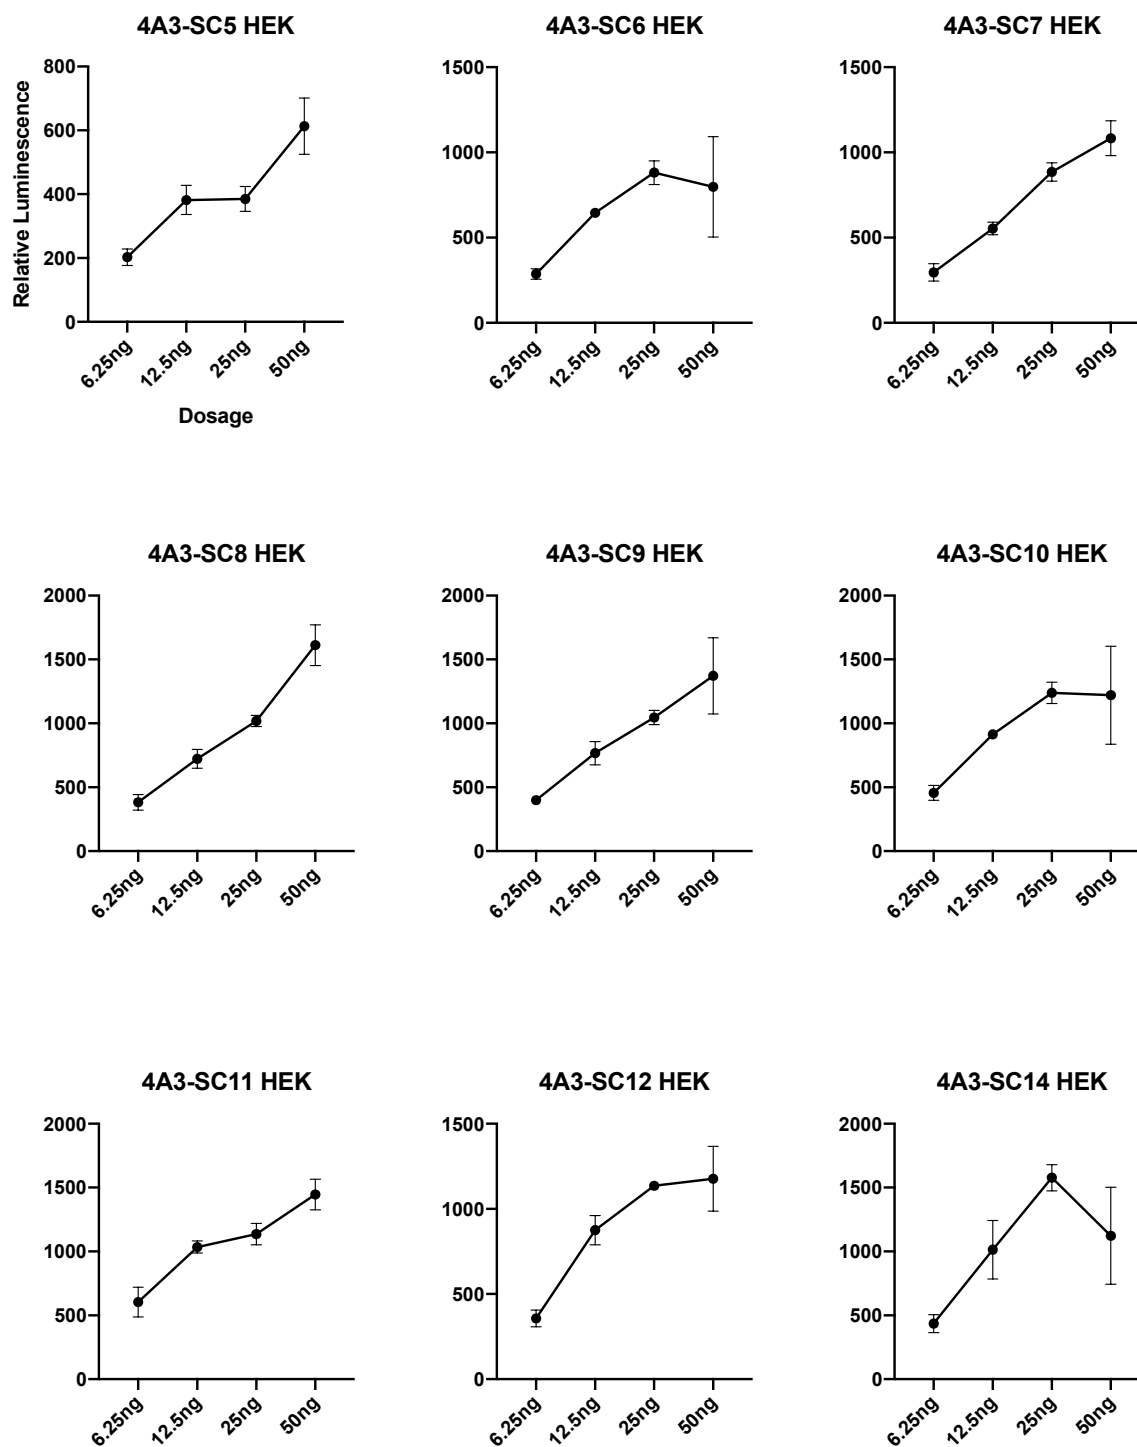 4A3-SC5 HEK
Relative Luminescence
800
600
400
200
0
6.25ng
12.5ng
25ng
50ng
Dosage
4A3-SC6 HEK
1500
1000
500
0
6.25ng
12.5ng
25ng
50ng
4A3-SC7 HEK
1500
1000
500
0
6.25ng
12.5ng
25ng
50ng
4A3-SC8 HEK
2000
1500
1000
500
0
6.25ng
12.5ng
25ng
50ng
4A3-SC9 HEK
2000
1500
1000
500
0
6.25ng
12.5ng
25ng
50ng
4A3-SC10 HEK
2000
1500
1000
500
0
6.25ng
12.5ng
25ng
50ng
4A3-SC11 HEK
2000
1500
1000
500
0
6.25ng
12.5ng
25ng
50ng
4A3-SC12 HEK
1500
1000
500
0
6.25ng
12.5ng
25ng
50ng
4A3-SC14 HEK
2000
1500
1000
500
0
6.25ng
12.5ng
25ng
50ng